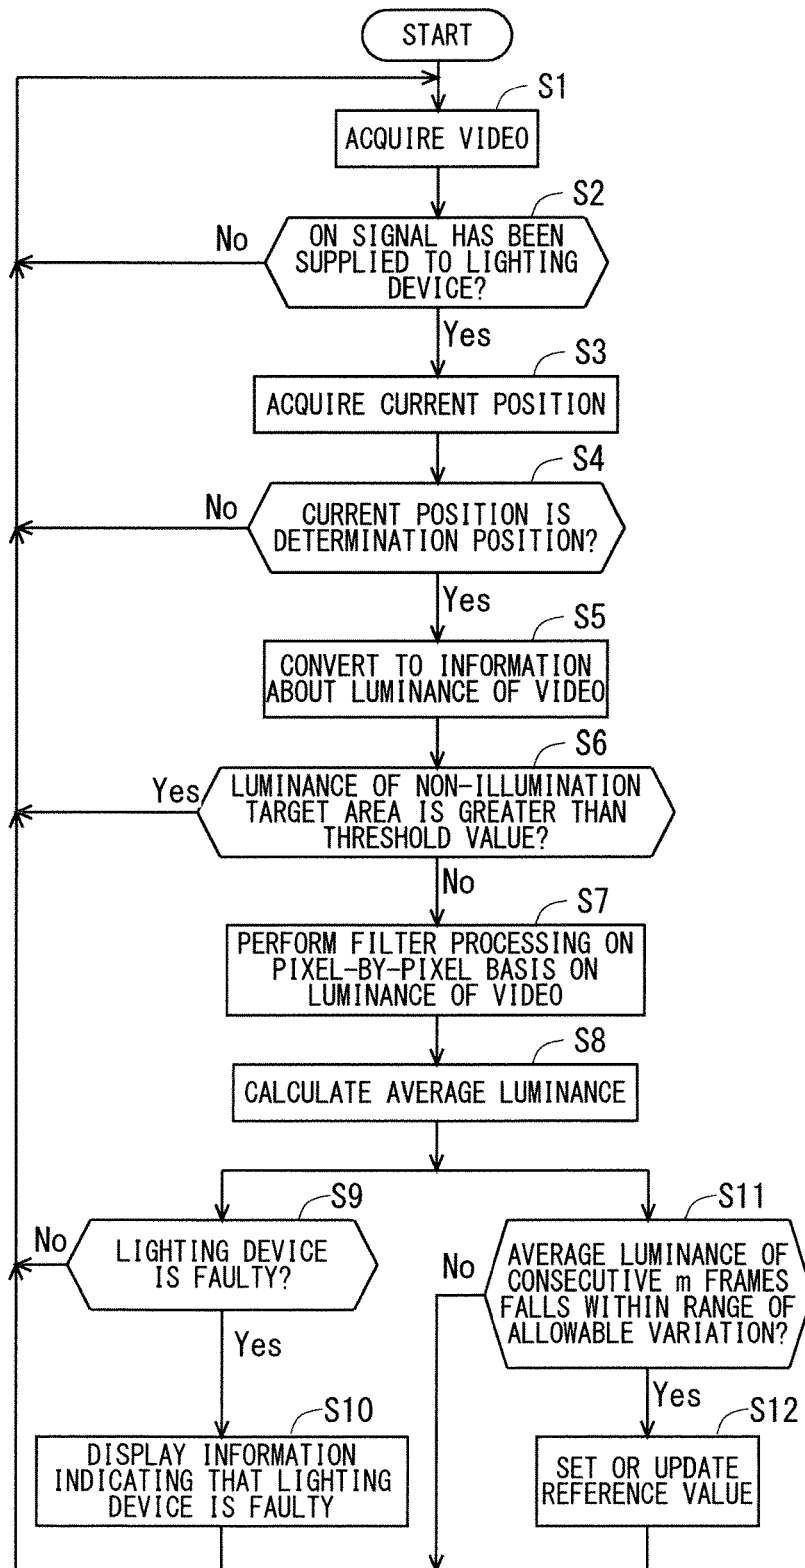 START
S1
ACQUIRE VIDEO
S2
ON SIGNAL HAS BEEN
SUPPLIED TO LIGHTING
DEVICE?
No
Yes
S3
ACQUIRE CURRENT POSITION
S4
CURRENT POSITION IS
DETERMINATION POSITION?
No
Yes
S5
CONVERT TO INFORMATION
ABOUT LUMINANCE OF VIDEO
S6
LUMINANCE OF NON-ILLUMINATION
TARGET AREA IS GREATER THAN
THRESHOLD VALUE?
Yes
No
S7
PERFORM FILTER PROCESSING ON
PIXEL-BY-PIXEL BASIS ON
LUMINANCE OF VIDEO
S8
CALCULATE AVERAGE LUMINANCE
S9
LIGHTING DEVICE
IS FAULTY?
No
Yes
S10
DISPLAY INFORMATION
INDICATING THAT LIGHTING
DEVICE IS FAULTY
S11
AVERAGE LUMINANCE OF
CONSECUTIVE m FRAMES
FALLS WITHIN RANGE OF
ALLOWABLE VARIATION?
No
Yes
S12
SET OR UPDATE
REFERENCE VALUE